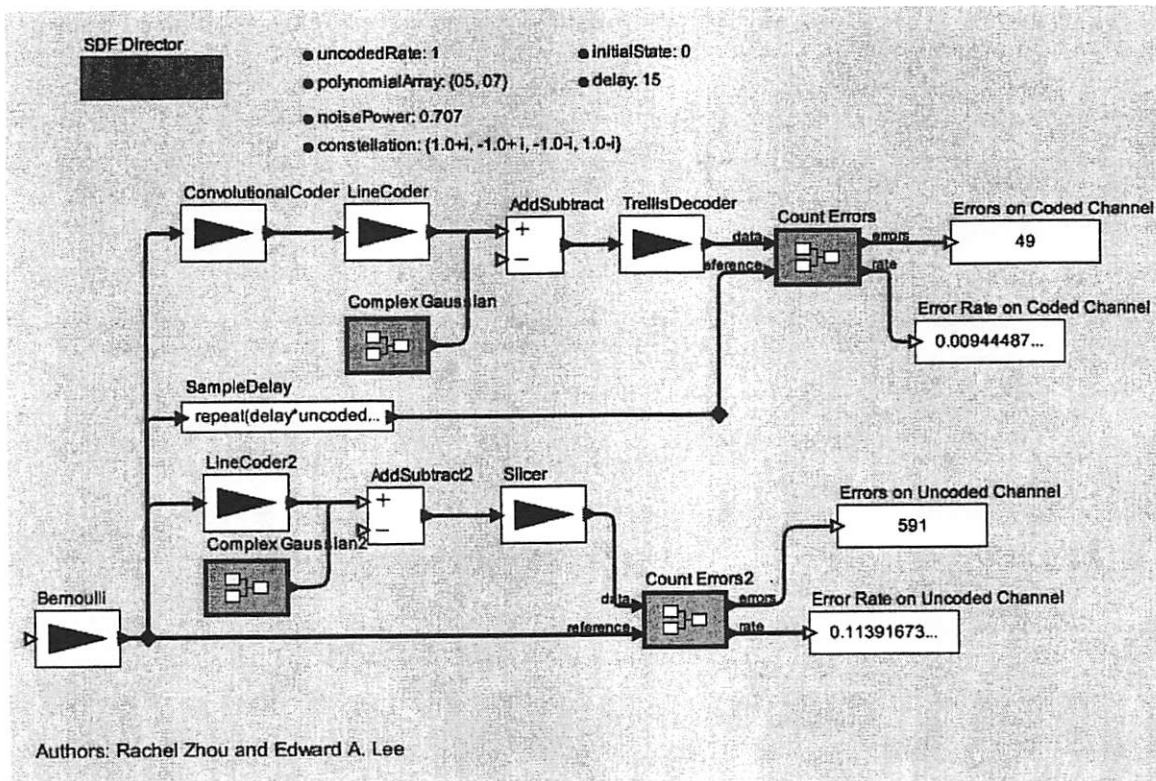 SDF Director
uncodedRate: 1
initialState: 0
polynomialArray: {05, 07}
delay: 15
noisePower: 0.707
constellation: {1.0+i, -1.0+ i, -1.0-i, 1.0-i}
ConvolutionalCoder
LineCoder
AddSubtract
TrellisDecoder
Count Errors
Errors on Coded Channel
+
−
data
eference
errors
rate
49
Complex Gaussian
Error Rate on Coded Channel
0.00944487...
SampleDelay
repeat(delay*uncoded...
LineCoder2
AddSubtract2
Slicer
Errors on Uncoded Channel
+
−
591
Complex Gaussian2
Count Errors2
Bernoulli
data
reference
errors
rate
Error Rate on Uncoded Channel
0.11391673...
Authors: Rachel Zhou and Edward A. Lee